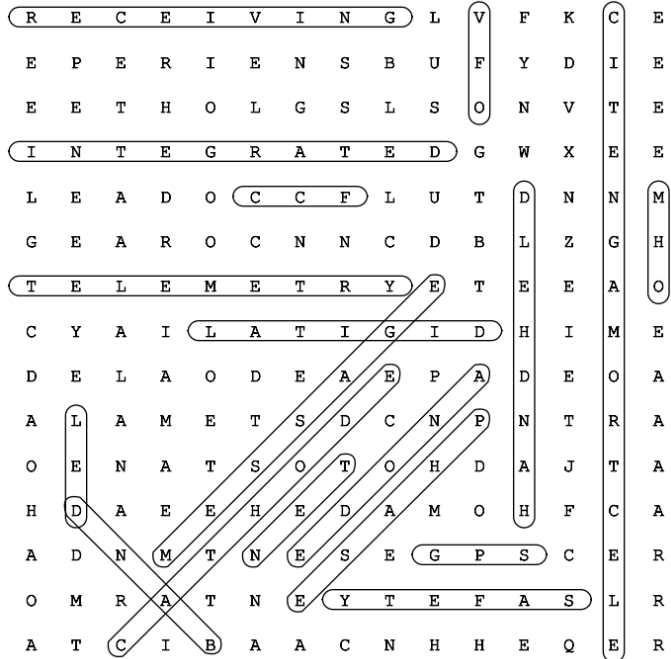 R E C E I V I N G L V F K C E
E P E R I E N S B U F Y D I E
E E T H O L G S L S O N V T E
I N T E G R A T E D G W X E E
L E A D O C C F L U T D N N M
G E A R O C N N C D B L Z G H
T E L E M E T R Y E T E E A O
C Y A I L A T I G I D H I M E
D E L A O D E A E P A D E O A
A L A M E T S D C N P N T R A
O E N A T S O T O H D A J T A
H D A E E H E D A M O H F C A
A D N M T N E S E G P S C E R
O M R A T N E Y T E F A S L R
A T C I B A A C N H H E Q E R